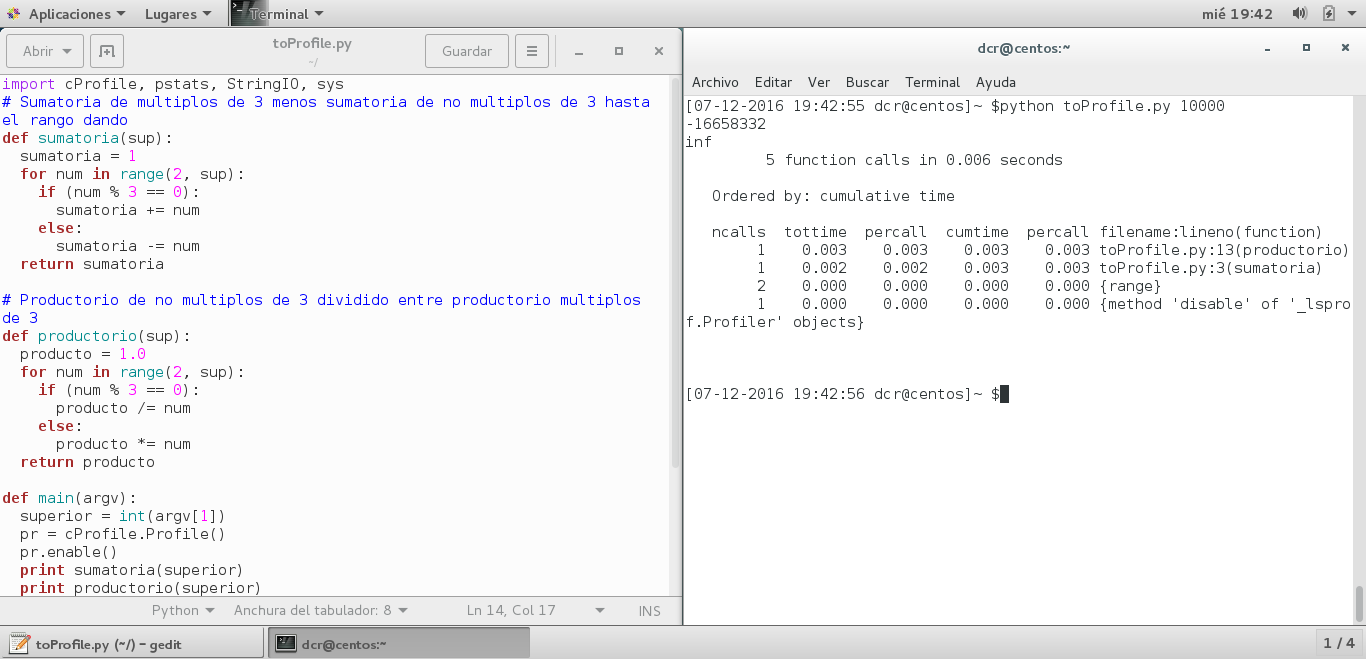 Aplicaciones Lugares Terminal mié 19:42
Abrir toProfile.py Guardar
~/
import cProfile, pstats, StringIO, sys
# Sumatoria de multiplos de 3 menos sumatoria de no multiplos de 3 hasta
el rango dando
def sumatoria(sup):
  sumatoria = 1
  for num in range(2, sup):
    if (num % 3 == 0):
      sumatoria += num
    else:
      sumatoria -= num
  return sumatoria

# Productorio de no multiplos de 3 dividido entre productorio multiplos
de 3
def productorio(sup):
  producto = 1.0
  for num in range(2, sup):
    if (num % 3 == 0):
      producto /= num
    else:
      producto *= num
  return producto

def main(argv):
  superior = int(argv[1])
  pr = cProfile.Profile()
  pr.enable()
  print sumatoria(superior)
  print productorio(superior)
Python Anchura del tabulador: 8 Ln 14, Col 17 INS
dcr@centos:~
Archivo Editar Ver Buscar Terminal Ayuda
[07-12-2016 19:42:55 dcr@centos]~ $python toProfile.py 10000
-16658332
inf
         5 function calls in 0.006 seconds

   Ordered by: cumulative time

   ncalls  tottime  percall  cumtime  percall filename:lineno(function)
        1    0.003    0.003    0.003    0.003 toProfile.py:13(productorio)
        1    0.002    0.002    0.003    0.003 toProfile.py:3(sumatoria)
        2    0.000    0.000    0.000    0.000 {range}
        1    0.000    0.000    0.000    0.000 {method 'disable' of '_lspro
f.Profiler' objects}

[07-12-2016 19:42:56 dcr@centos]~ $
toProfile.py (~/) – gedit dcr@centos:~ 1 / 4